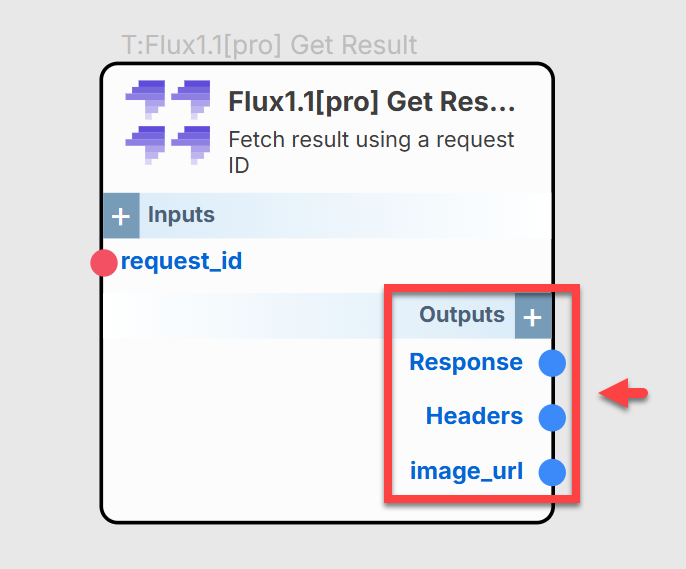 T:Flux1.1[pro] Get Result
Flux1.1[pro] Get Res...
Fetch result using a request
ID
+ Inputs
request_id
Outputs +
Response
Headers
image_url